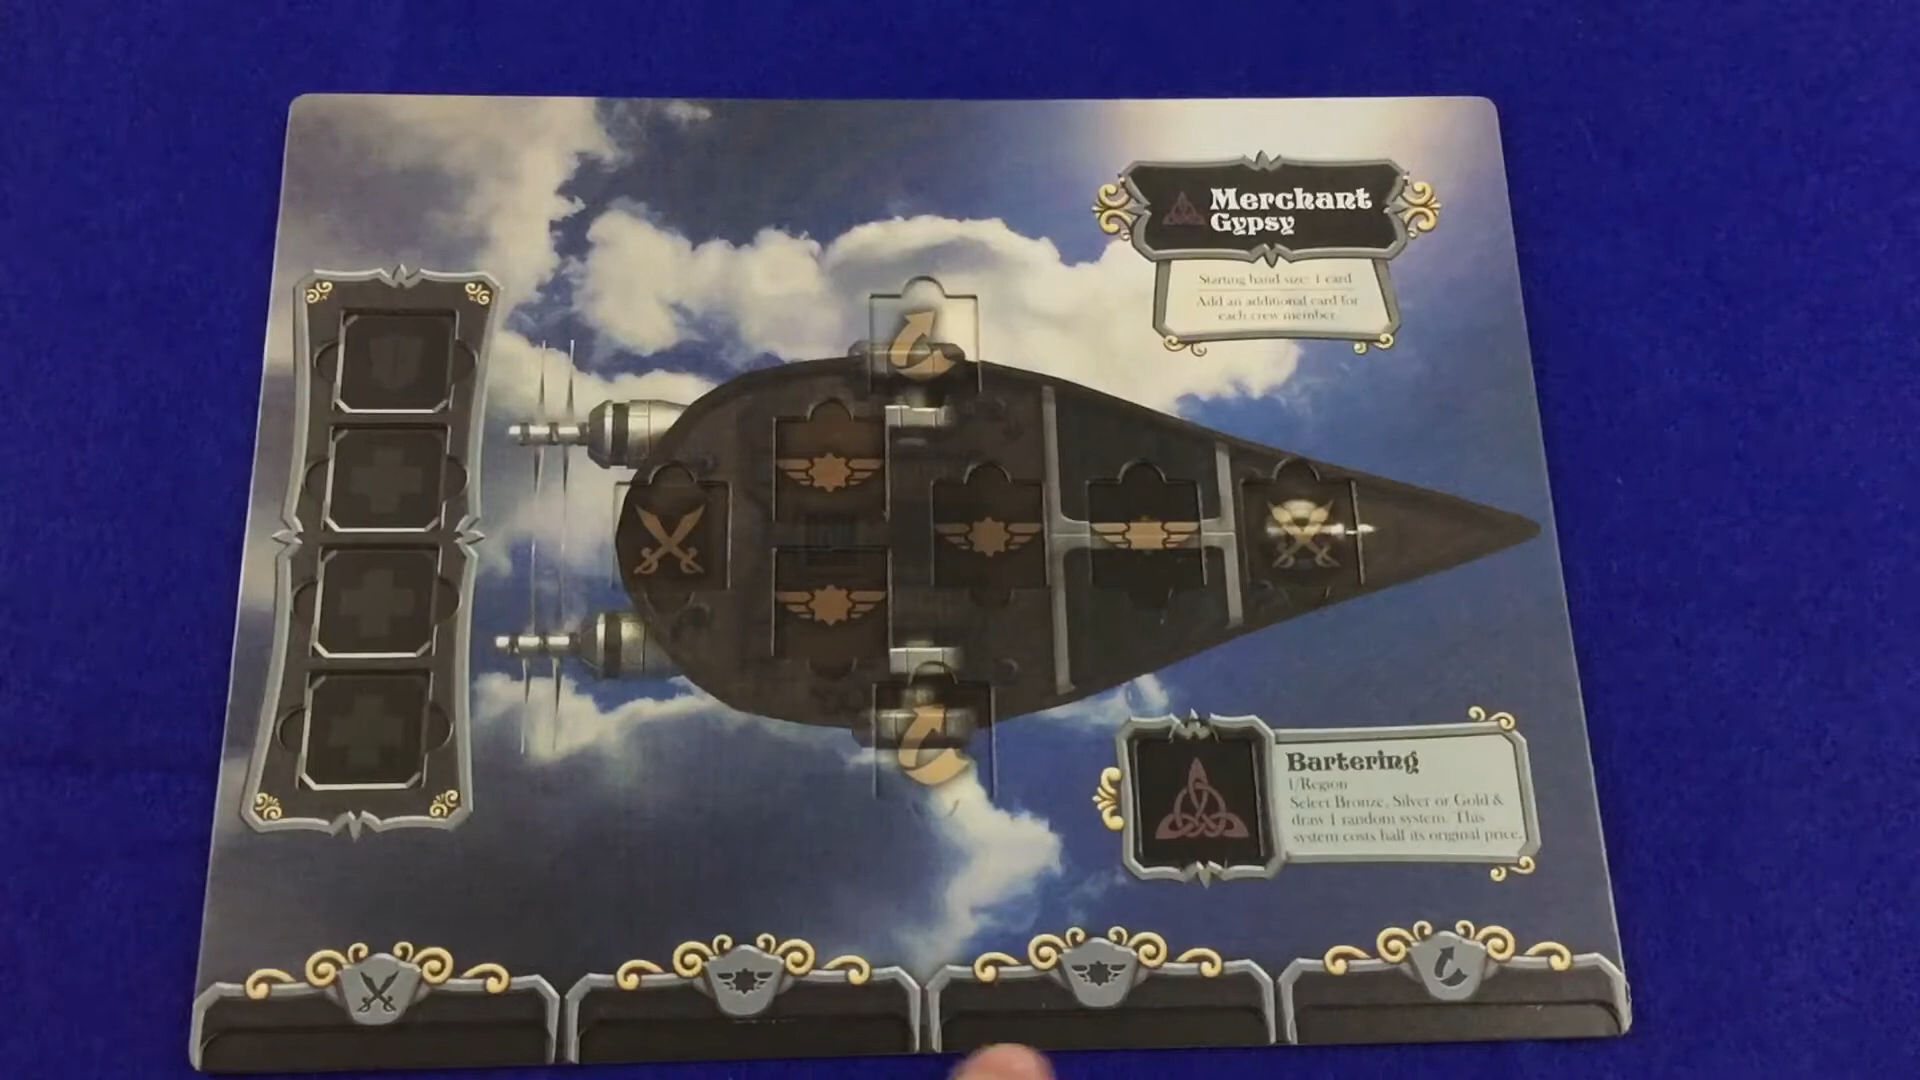 Merchant
Gypsy
Starting hand size: 1 card
Add an additional card for
each crew member
Bartering
1/Region
Select Bronze, Silver or Gold &
draw 1 random system. This
system costs half its original price.